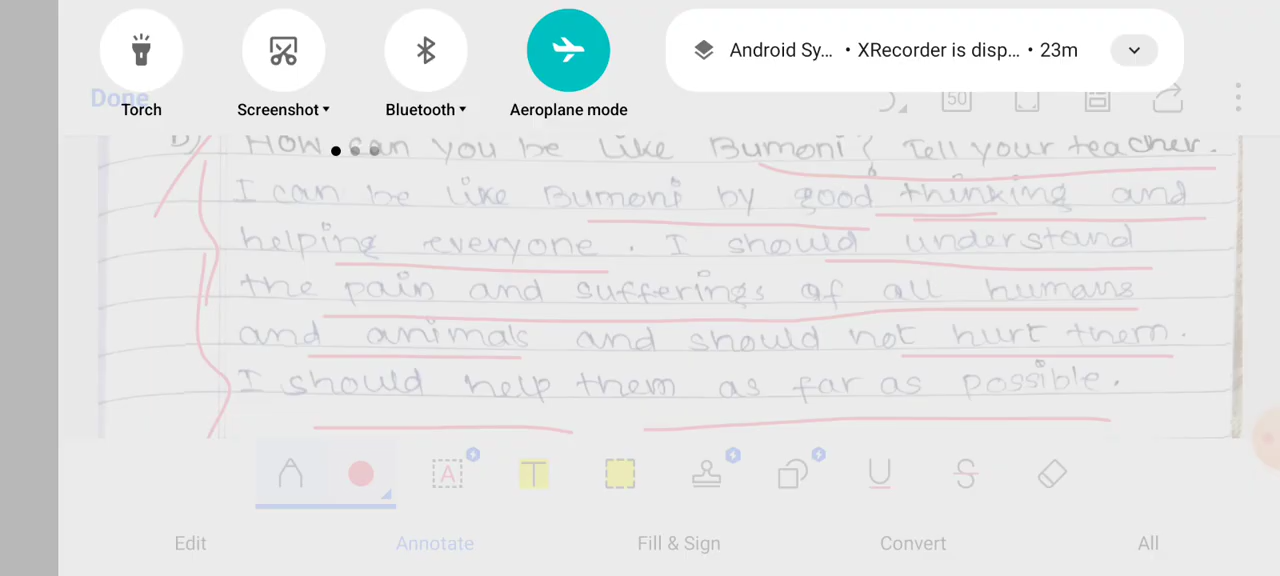 Android Sy... • XRecorder is disp... • 23m
Done
Torch
Screenshot
Bluetooth
Aeroplane mode
50
D) How can you be like Bumoni? Tell your teacher.
I can be like Bumoni by good thinking and
helping everyone. I should understand
the pain and sufferings of all humans
and animals and should not hurt them.
I should help them as far as possible.
A
T
U
S
Edit
Annotate
Fill & Sign
Convert
All